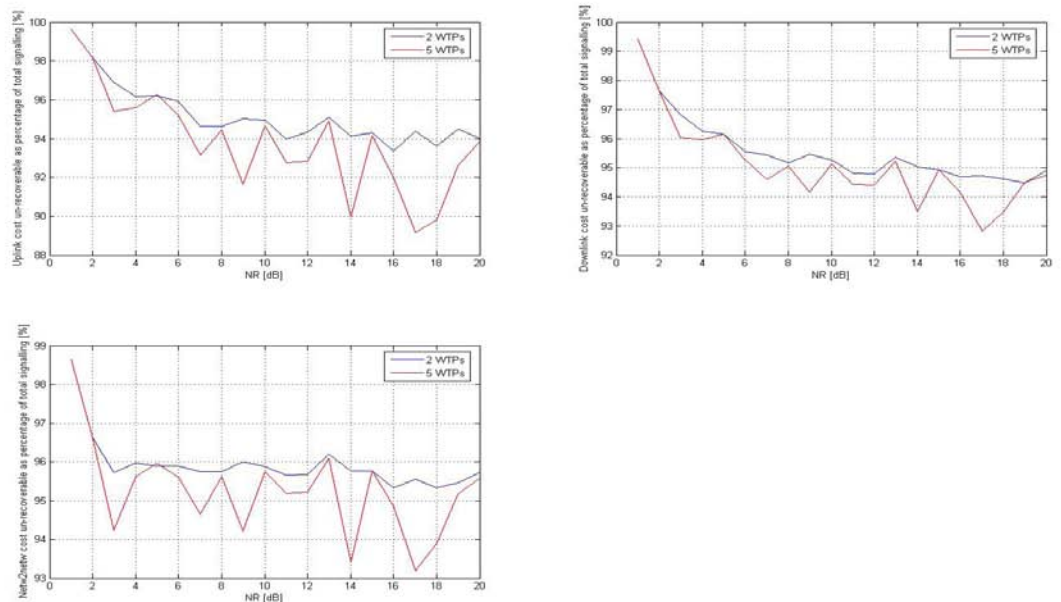 Uplink cost un-recoverable as percentage of total signalling [%]
100
98
96
94
92
90
88
0 2 4 6 8 10 12 14 16 18 20
NR [dB]
2 WTPs
5 WTPs
Downlink cost un-recoverable as percentage of total signalling [%]
100
99
98
97
96
95
94
93
92
0 2 4 6 8 10 12 14 16 18 20
NR [dB]
2 WTPs
5 WTPs
Netw2netw cost un-recoverable as percentage of total signalling [%]
99
98
97
96
95
94
93
0 2 4 6 8 10 12 14 16 18 20
NR [dB]
2 WTPs
5 WTPs